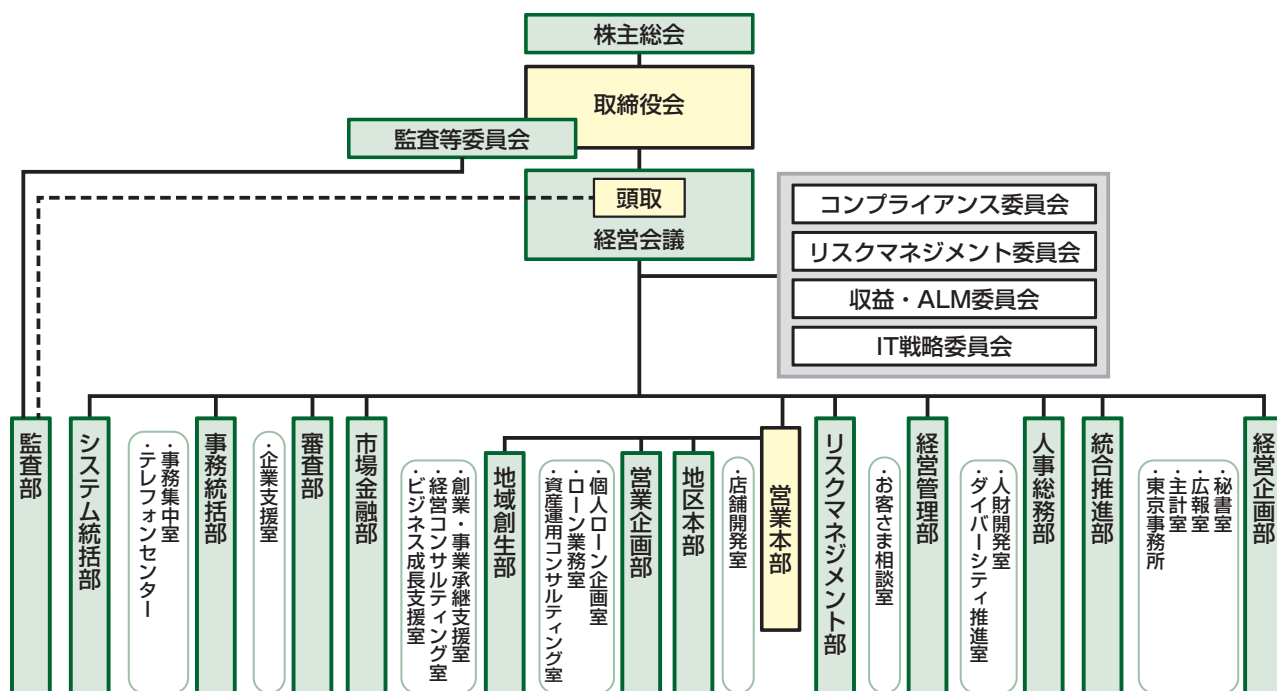 株主総会
取締役会
監査等委員会
頭取
経営会議
コンプライアンス委員会
リスクマネジメント委員会
収益・ALM委員会
IT戦略委員会
経営企画部
・秘書室
・広報室
・主計室
・東京事務所
統合推進部
人事総務部
・人財開発室
・ダイバーシティ推進室
経営管理部
・お客さま相談室
リスクマネジメント部
営業本部
・店舗開発室
地区本部
営業企画部
・個人ローン企画室
・ローン業務室
・資産運用コンサルティング室
地域創生部
・創業・事業承継支援室
・経営コンサルティング室
・ビジネス成長支援室
市場金融部
審査部
・企業支援室
事務統括部
・事務集中室
・テレフォンセンター
システム統括部
監査部